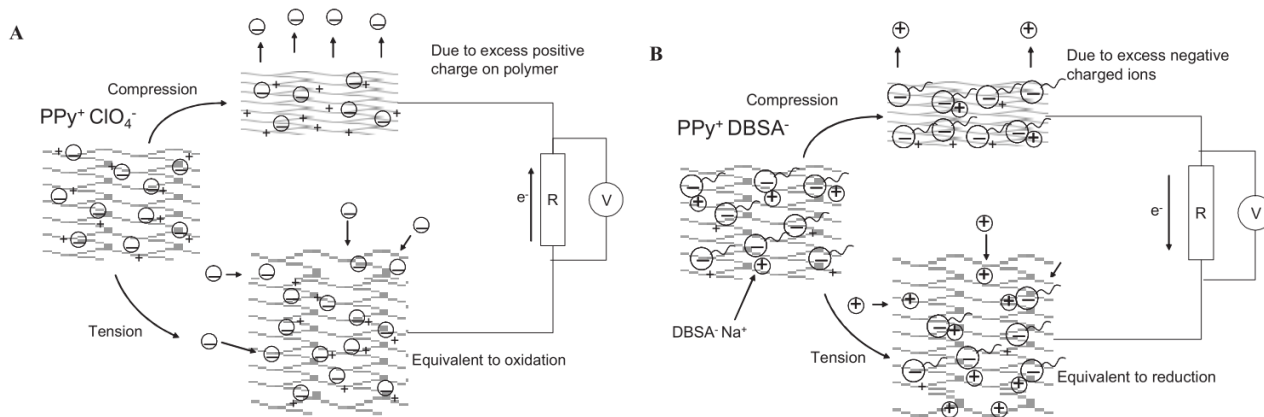 A
Due to excess positive
charge on polymer
Compression
PPy⁺ ClO₄⁻
e⁻
R
V
Tension
Equivalent to oxidation
B
Due to excess negative
charged ions
Compression
PPy⁺ DBSA⁻
e⁻
R
V
DBSA⁻ Na⁺
Tension
Equivalent to reduction